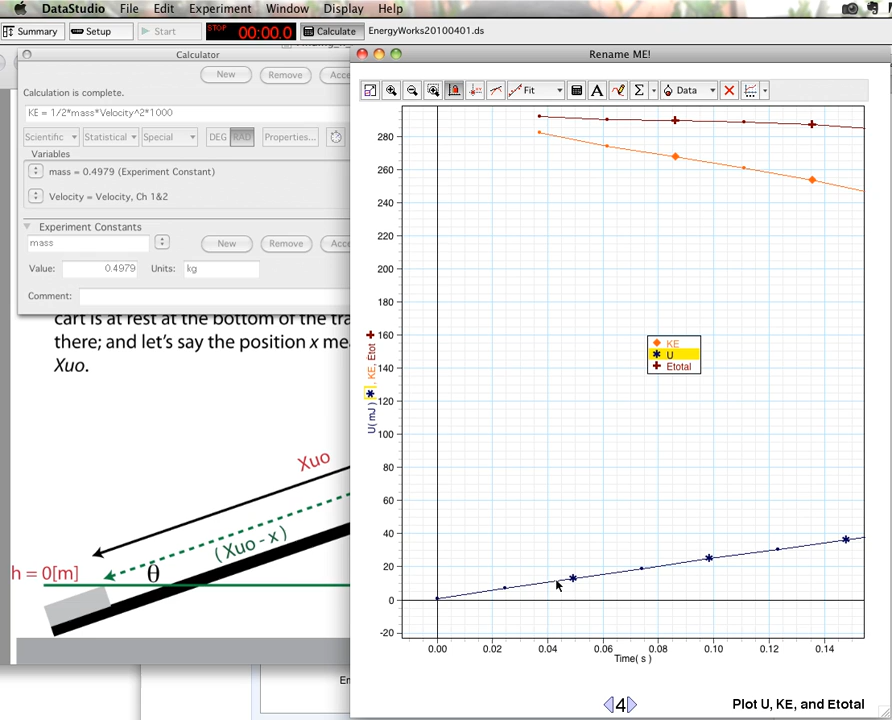 DataStudio File Edit Experiment Window Display Help
Summary Setup Start STOP 00:00.0 Calculate EnergyWorks20100401.ds
Calculator
New Remove Acce
Calculation is complete.
KE = 1/2*mass*Velocity^2*1000
Scientific Statistical Special DEG RAD Properties...
Variables
mass = 0.4979 (Experiment Constant)
Velocity = Velocity, Ch 1&2
Experiment Constants
mass New Remove Acce
Value: 0.4979 Units: kg
Comment:
cart is at rest at the bottom of the tra
there; and let's say the position x me
Xuo.
Xuo
(Xuo - x)
h = 0[m]
θ
Rename ME!
Fit A Σ Data
280
260
240
220
200
180
160
140
120
100
80
60
40
20
0
-20
U( mJ ) , KE, Etot
KE
U
Etotal
0.00 0.02 0.04 0.06 0.08 0.10 0.12 0.14
Time( s )
4 Plot U, KE, and Etotal